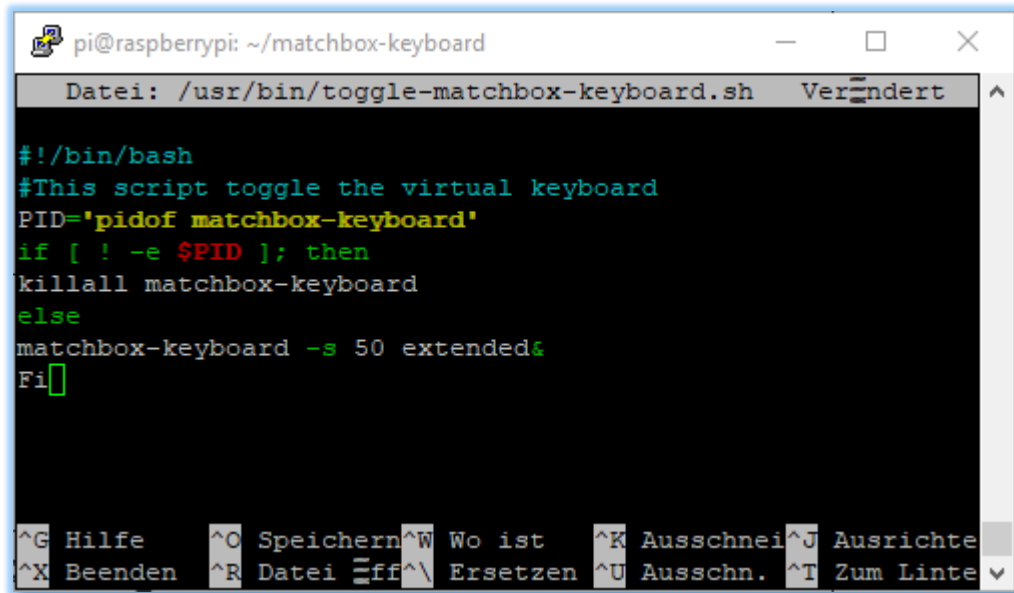 pi@raspberrypi: ~/matchbox-keyboard
Datei: /usr/bin/toggle-matchbox-keyboard.sh
#!/bin/bash
#This script toggle the virtual keyboard
PID='pidof matchbox-keyboard'
if [ ! -e $PID ]; then
killall matchbox-keyboard
else
matchbox-keyboard -s 50 extended&
Fi
^G Hilfe ^O Speichern ^W Wo ist ^K Ausschnei ^J Ausrichte
^X Beenden ^R Datei ^\ Ersetzen ^U Ausschn. ^T Zum Linte